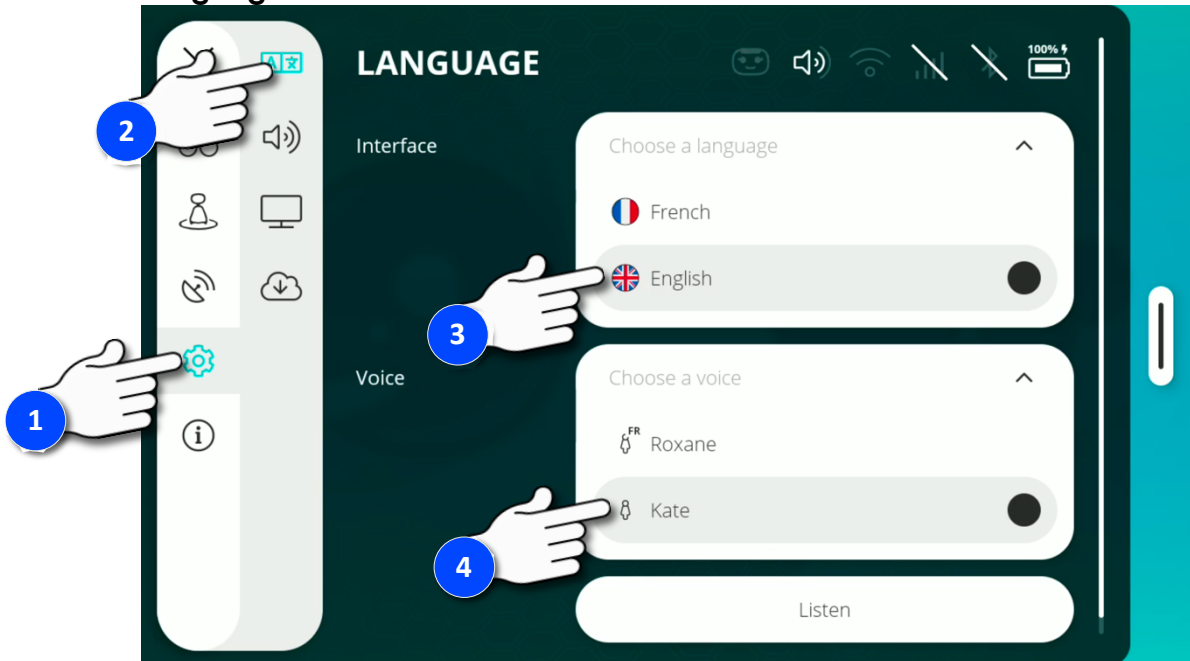 LANGUAGE
100%
2
Interface
Choose a language
French
English
3
Voice
Choose a voice
1
i
FR
Roxane
Kate
4
Listen